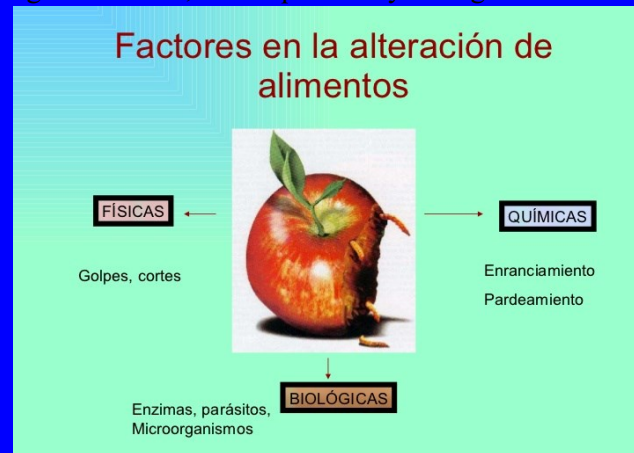 Factores en la alteración de
alimentos
FÍSICAS
QUÍMICAS
Golpes, cortes
Enranciamiento
Pardeamiento
BIOLÓGICAS
Enzimas, parásitos,
Microorganismos